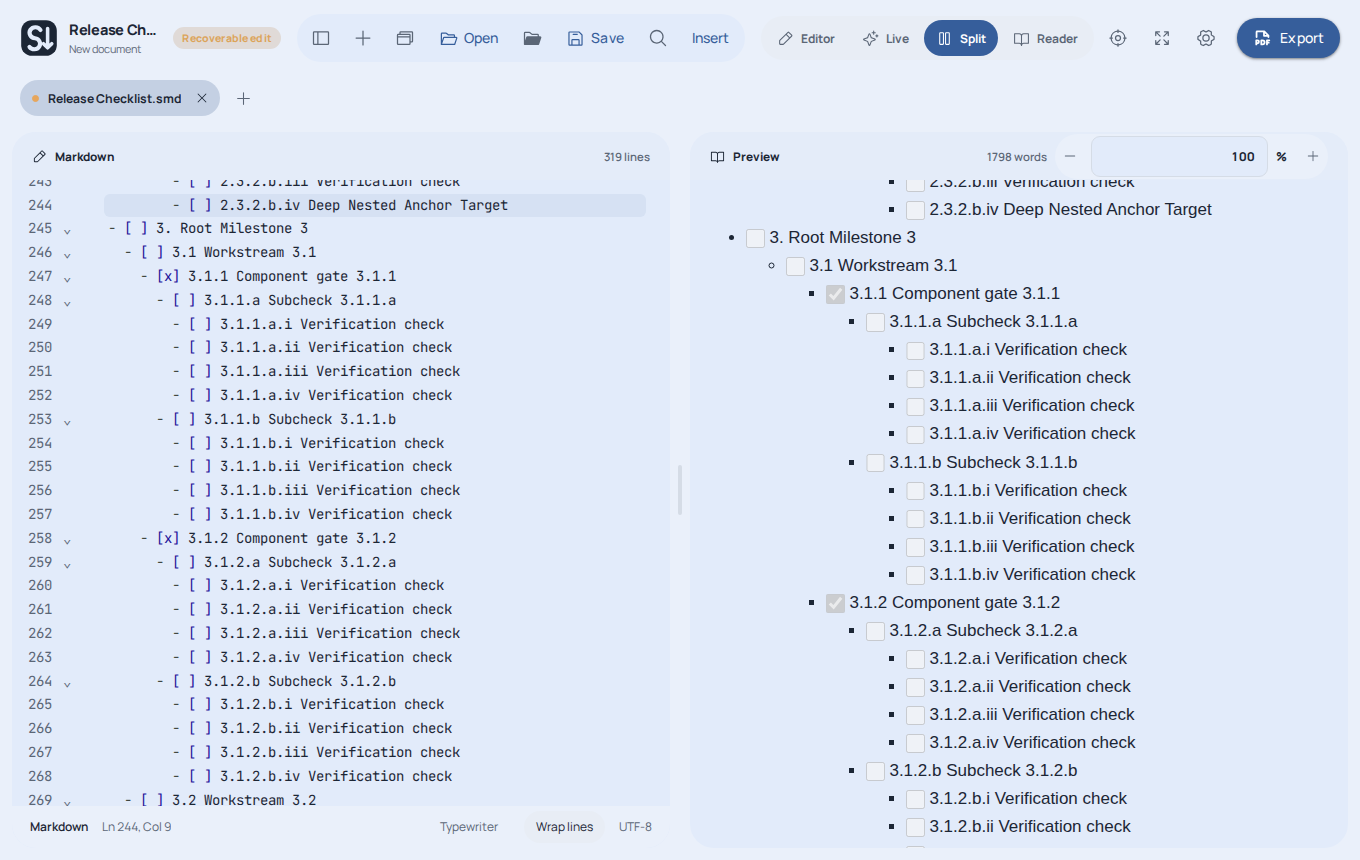 Release Ch...
New document
Recoverable edit
Open
Save
Insert
Editor
Live
Split
Reader
PDF
Export
Release Checklist.smd
Markdown
319 lines
243 - [ ] 2.3.2.b.iii Verification check
244 - [ ] 2.3.2.b.iv Deep Nested Anchor Target
245 - [ ] 3. Root Milestone 3
246 - [ ] 3.1 Workstream 3.1
247 - [x] 3.1.1 Component gate 3.1.1
248 - [ ] 3.1.1.a Subcheck 3.1.1.a
249 - [ ] 3.1.1.a.i Verification check
250 - [ ] 3.1.1.a.ii Verification check
251 - [ ] 3.1.1.a.iii Verification check
252 - [ ] 3.1.1.a.iv Verification check
253 - [ ] 3.1.1.b Subcheck 3.1.1.b
254 - [ ] 3.1.1.b.i Verification check
255 - [ ] 3.1.1.b.ii Verification check
256 - [ ] 3.1.1.b.iii Verification check
257 - [ ] 3.1.1.b.iv Verification check
258 - [x] 3.1.2 Component gate 3.1.2
259 - [ ] 3.1.2.a Subcheck 3.1.2.a
260 - [ ] 3.1.2.a.i Verification check
261 - [ ] 3.1.2.a.ii Verification check
262 - [ ] 3.1.2.a.iii Verification check
263 - [ ] 3.1.2.a.iv Verification check
264 - [ ] 3.1.2.b Subcheck 3.1.2.b
265 - [ ] 3.1.2.b.i Verification check
266 - [ ] 3.1.2.b.ii Verification check
267 - [ ] 3.1.2.b.iii Verification check
268 - [ ] 3.1.2.b.iv Verification check
269 - [ ] 3.2 Workstream 3.2
Markdown
Ln 244, Col 9
Typewriter
Wrap lines
UTF-8
Preview
1798 words
100
%
2.3.2.b.iii Verification check
2.3.2.b.iv Deep Nested Anchor Target
3. Root Milestone 3
3.1 Workstream 3.1
3.1.1 Component gate 3.1.1
3.1.1.a Subcheck 3.1.1.a
3.1.1.a.i Verification check
3.1.1.a.ii Verification check
3.1.1.a.iii Verification check
3.1.1.a.iv Verification check
3.1.1.b Subcheck 3.1.1.b
3.1.1.b.i Verification check
3.1.1.b.ii Verification check
3.1.1.b.iii Verification check
3.1.1.b.iv Verification check
3.1.2 Component gate 3.1.2
3.1.2.a Subcheck 3.1.2.a
3.1.2.a.i Verification check
3.1.2.a.ii Verification check
3.1.2.a.iii Verification check
3.1.2.a.iv Verification check
3.1.2.b Subcheck 3.1.2.b
3.1.2.b.i Verification check
3.1.2.b.ii Verification check